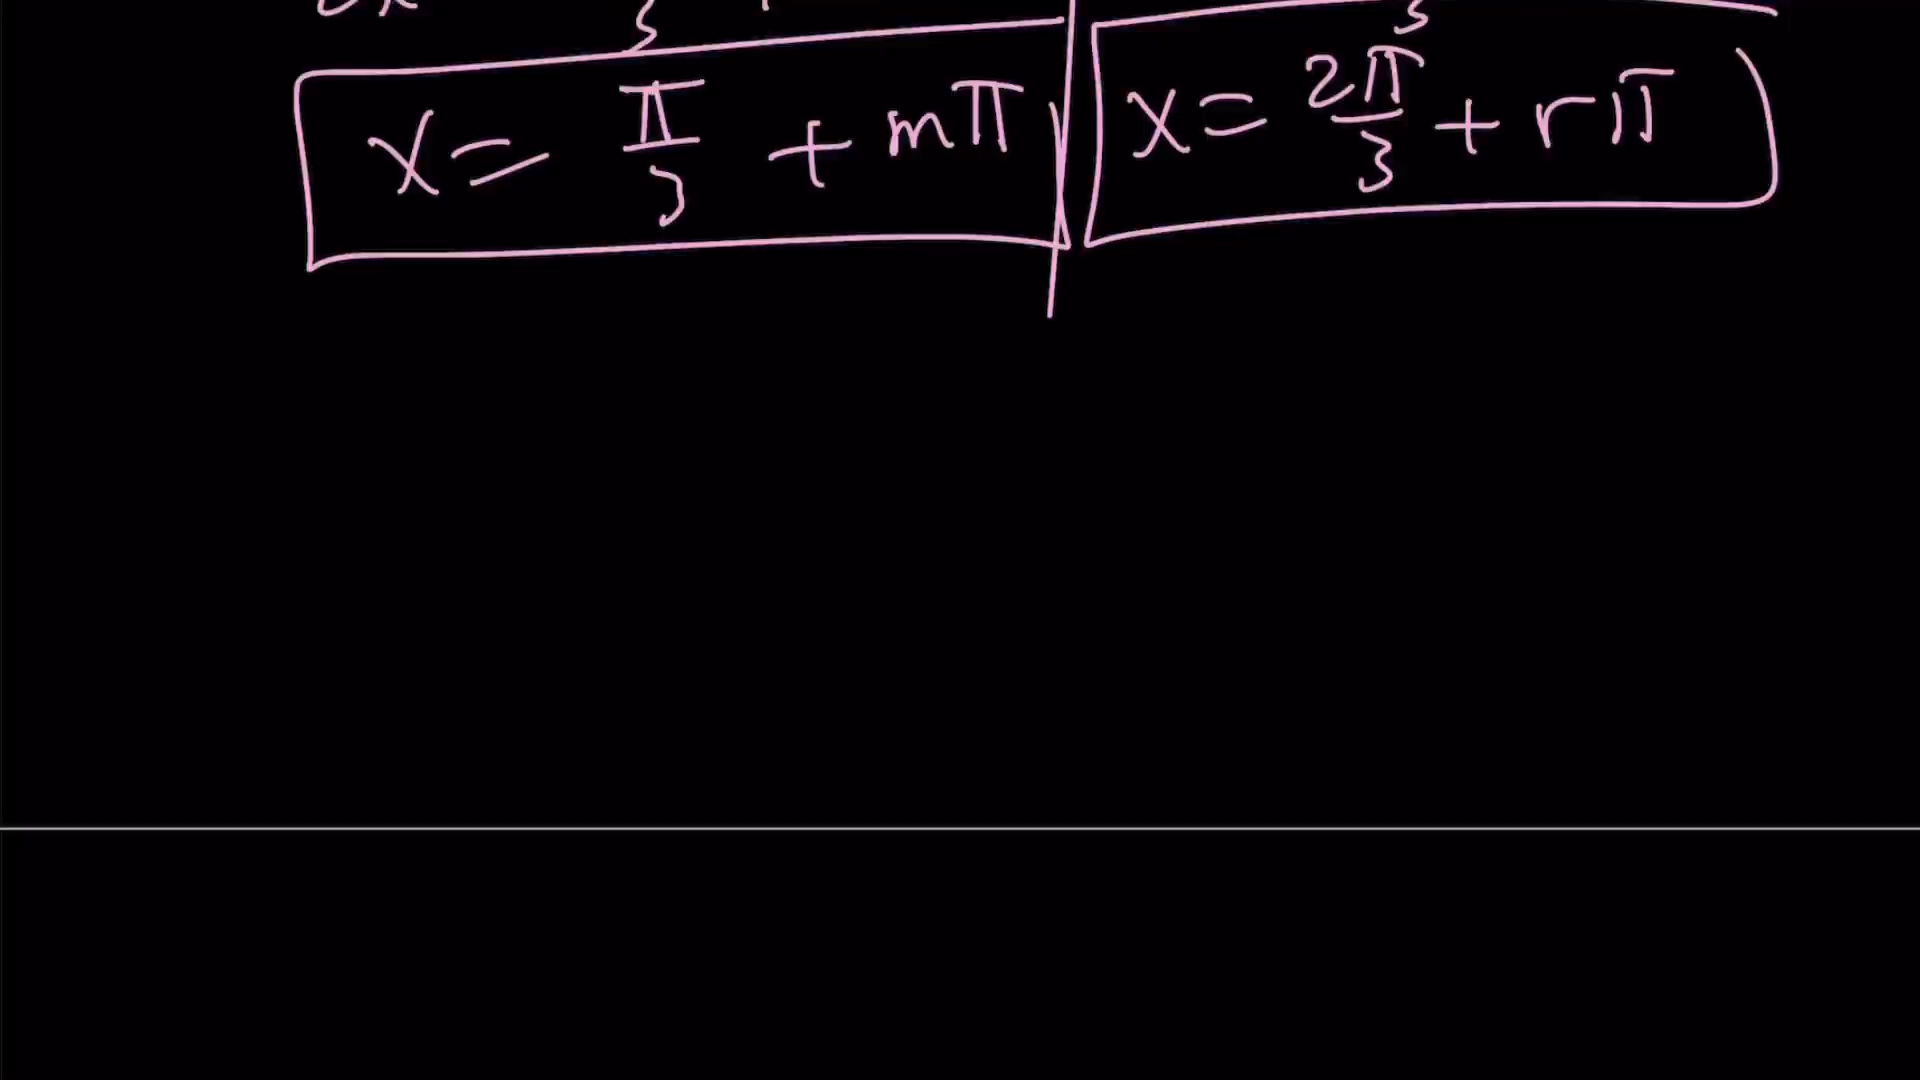 x = π/3 + mπ
x = 2π/3 + rπ